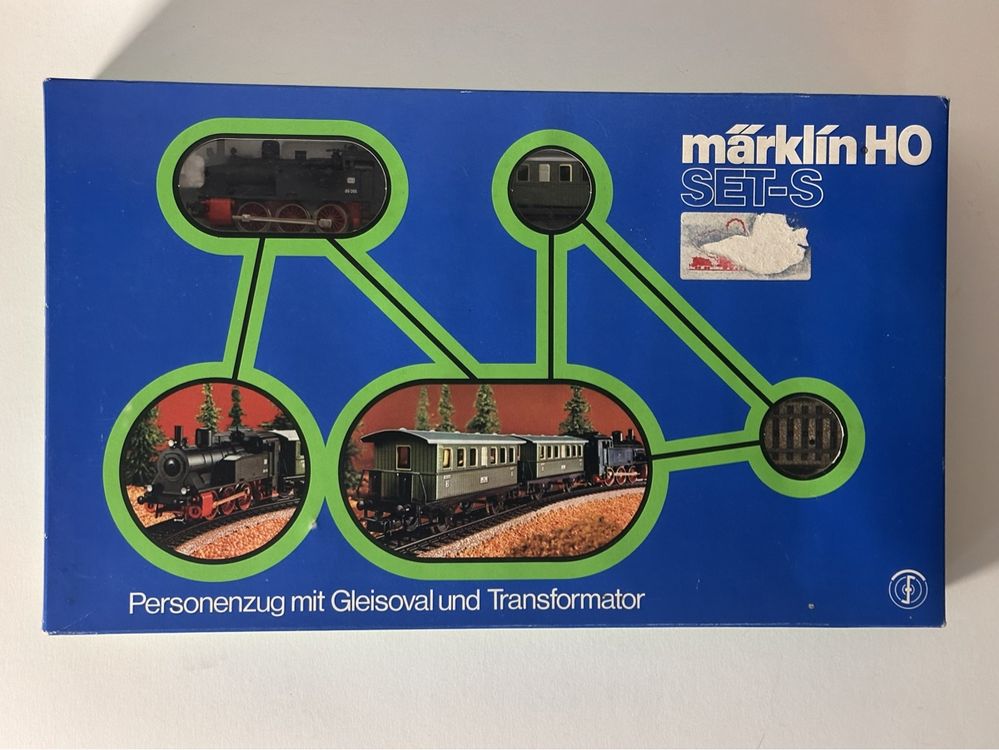 märklin HO
SET-S
Personenzug mit Gleisoval und Transformator